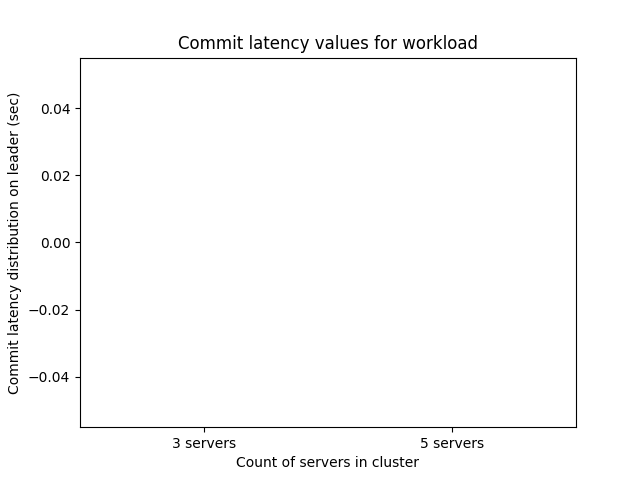 Commit latency values for workload
Commit latency distribution on leader (sec)
0.04
0.02
0.00
−0.02
−0.04
3 servers
5 servers
Count of servers in cluster